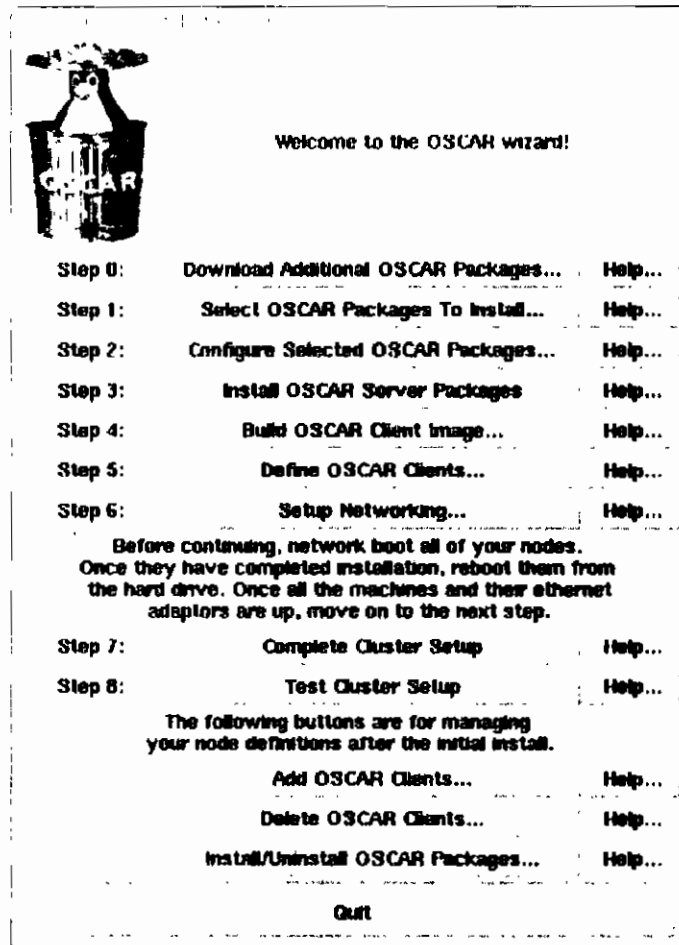 OSCAR
Welcome to the OSCAR wizard!
Step 0: Download Additional OSCAR Packages... Help...
Step 1: Select OSCAR Packages To Install... Help...
Step 2: Configure Selected OSCAR Packages... Help...
Step 3: Install OSCAR Server Packages Help...
Step 4: Build OSCAR Client Image... Help...
Step 5: Define OSCAR Clients... Help...
Step 6: Setup Networking... Help...
Before continuing, network boot all of your nodes.
Once they have completed installation, reboot them from
the hard drive. Once all the machines and their ethernet
adaptors are up, move on to the next step.
Step 7: Complete Cluster Setup Help...
Step 8: Test Cluster Setup Help...
The following buttons are for managing
your node definitions after the initial install.
Add OSCAR Clients... Help...
Delete OSCAR Clients... Help...
Install/Uninstall OSCAR Packages... Help...
Quit